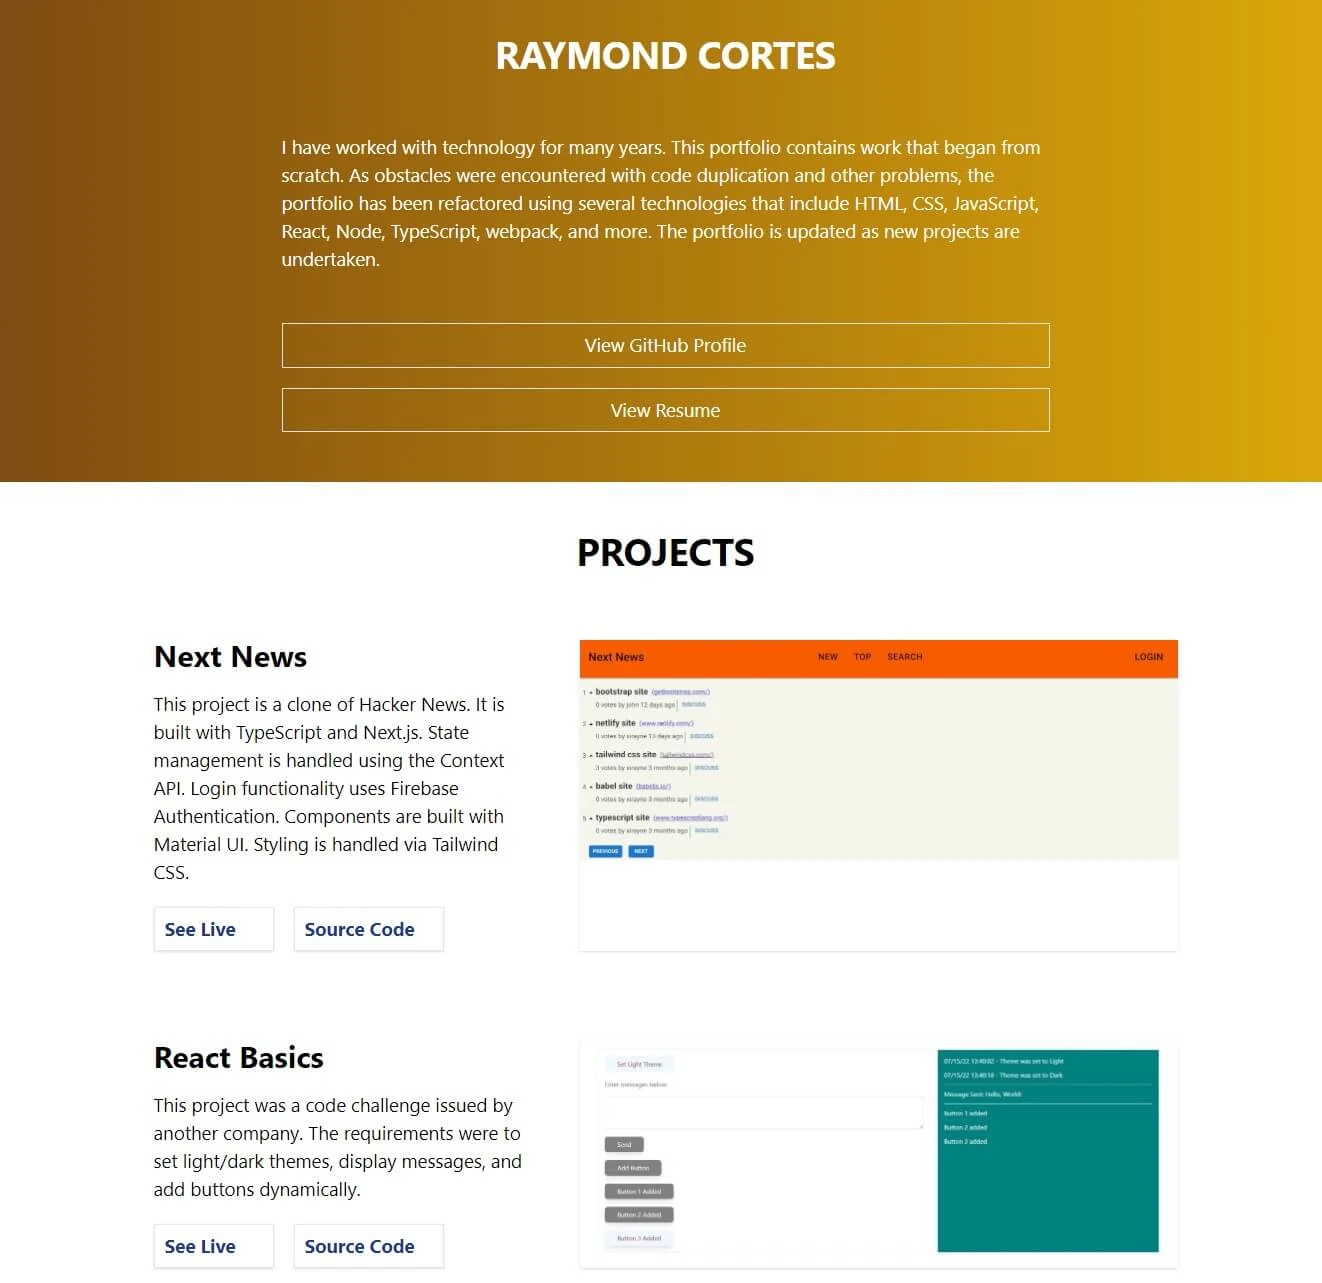 RAYMOND CORTES
I have worked with technology for many years. This portfolio contains work that began from
scratch. As obstacles were encountered with code duplication and other problems, the
portfolio has been refactored using several technologies that include HTML, CSS, JavaScript,
React, Node, TypeScript, webpack, and more. The portfolio is updated as new projects are
undertaken.
View GitHub Profile
View Resume
PROJECTS
Next News
This project is a clone of Hacker News. It is
built with TypeScript and Next.js. State
management is handled using the Context
API. Login functionality uses Firebase
Authentication. Components are built with
Material UI. Styling is handled via Tailwind
CSS.
See Live Source Code
Next News NEW TOP SEARCH LOGIN
1 bootstrap site (getbootstrap.com/)
0 votes by john 12 days ago | DISCUSS
2 netlify site (www.netlify.com/)
0 votes by xirayne 13 days ago | DISCUSS
3 tailwind css site (tailwindcss.com/)
3 votes by xirayne 3 months ago | DISCUSS
4 babel site (babeljs.io/)
0 votes by xirayne 3 months ago | DISCUSS
5 typescript site (www.typescriptlang.org/)
0 votes by xirayne 3 months ago | DISCUSS
PREVIOUS NEXT
React Basics
This project was a code challenge issued by
another company. The requirements were to
set light/dark themes, display messages, and
add buttons dynamically.
See Live Source Code
Set Light Theme
Enter messages below
Send
Add Button
Button 1 Added
Button 2 Added
Button 3 Added
07/15/22 13:48:02 - Theme was set to Light
07/15/22 13:48:18 - Theme was set to Dark
Message Sent: Hello, World!
Button 1 added
Button 2 added
Button 3 added